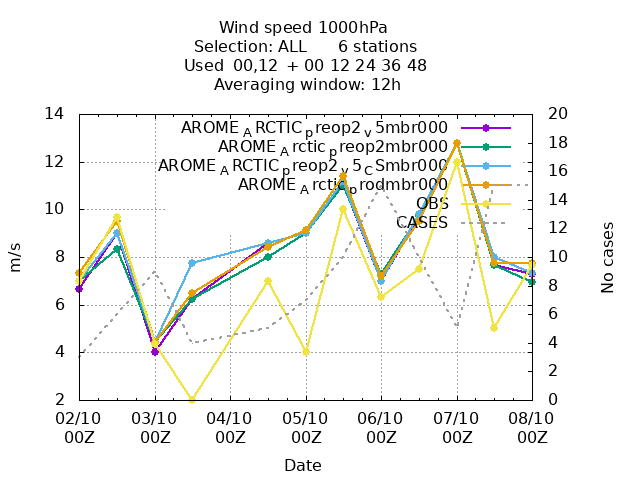 Wind speed 1000hPa
Selection: ALL 6 stations
Used 00,12 + 00 12 24 36 48
Averaging window: 12h
14 20
AROME_ARCTIC_preop2_v5mbr000
18
AROME_Arctic_preop2mbr000
12 AROME_ARCTIC_preop2_v5_CSmbr000 16
AROME_Arctic_prodmbr000
14
10 OBS
CASES 12
m/s 8 10 No cases
8
6
6
4 4
2
2 0
02/10 03/10 04/10 05/10 06/10 07/10 08/10
00Z 00Z 00Z 00Z 00Z 00Z 00Z
Date